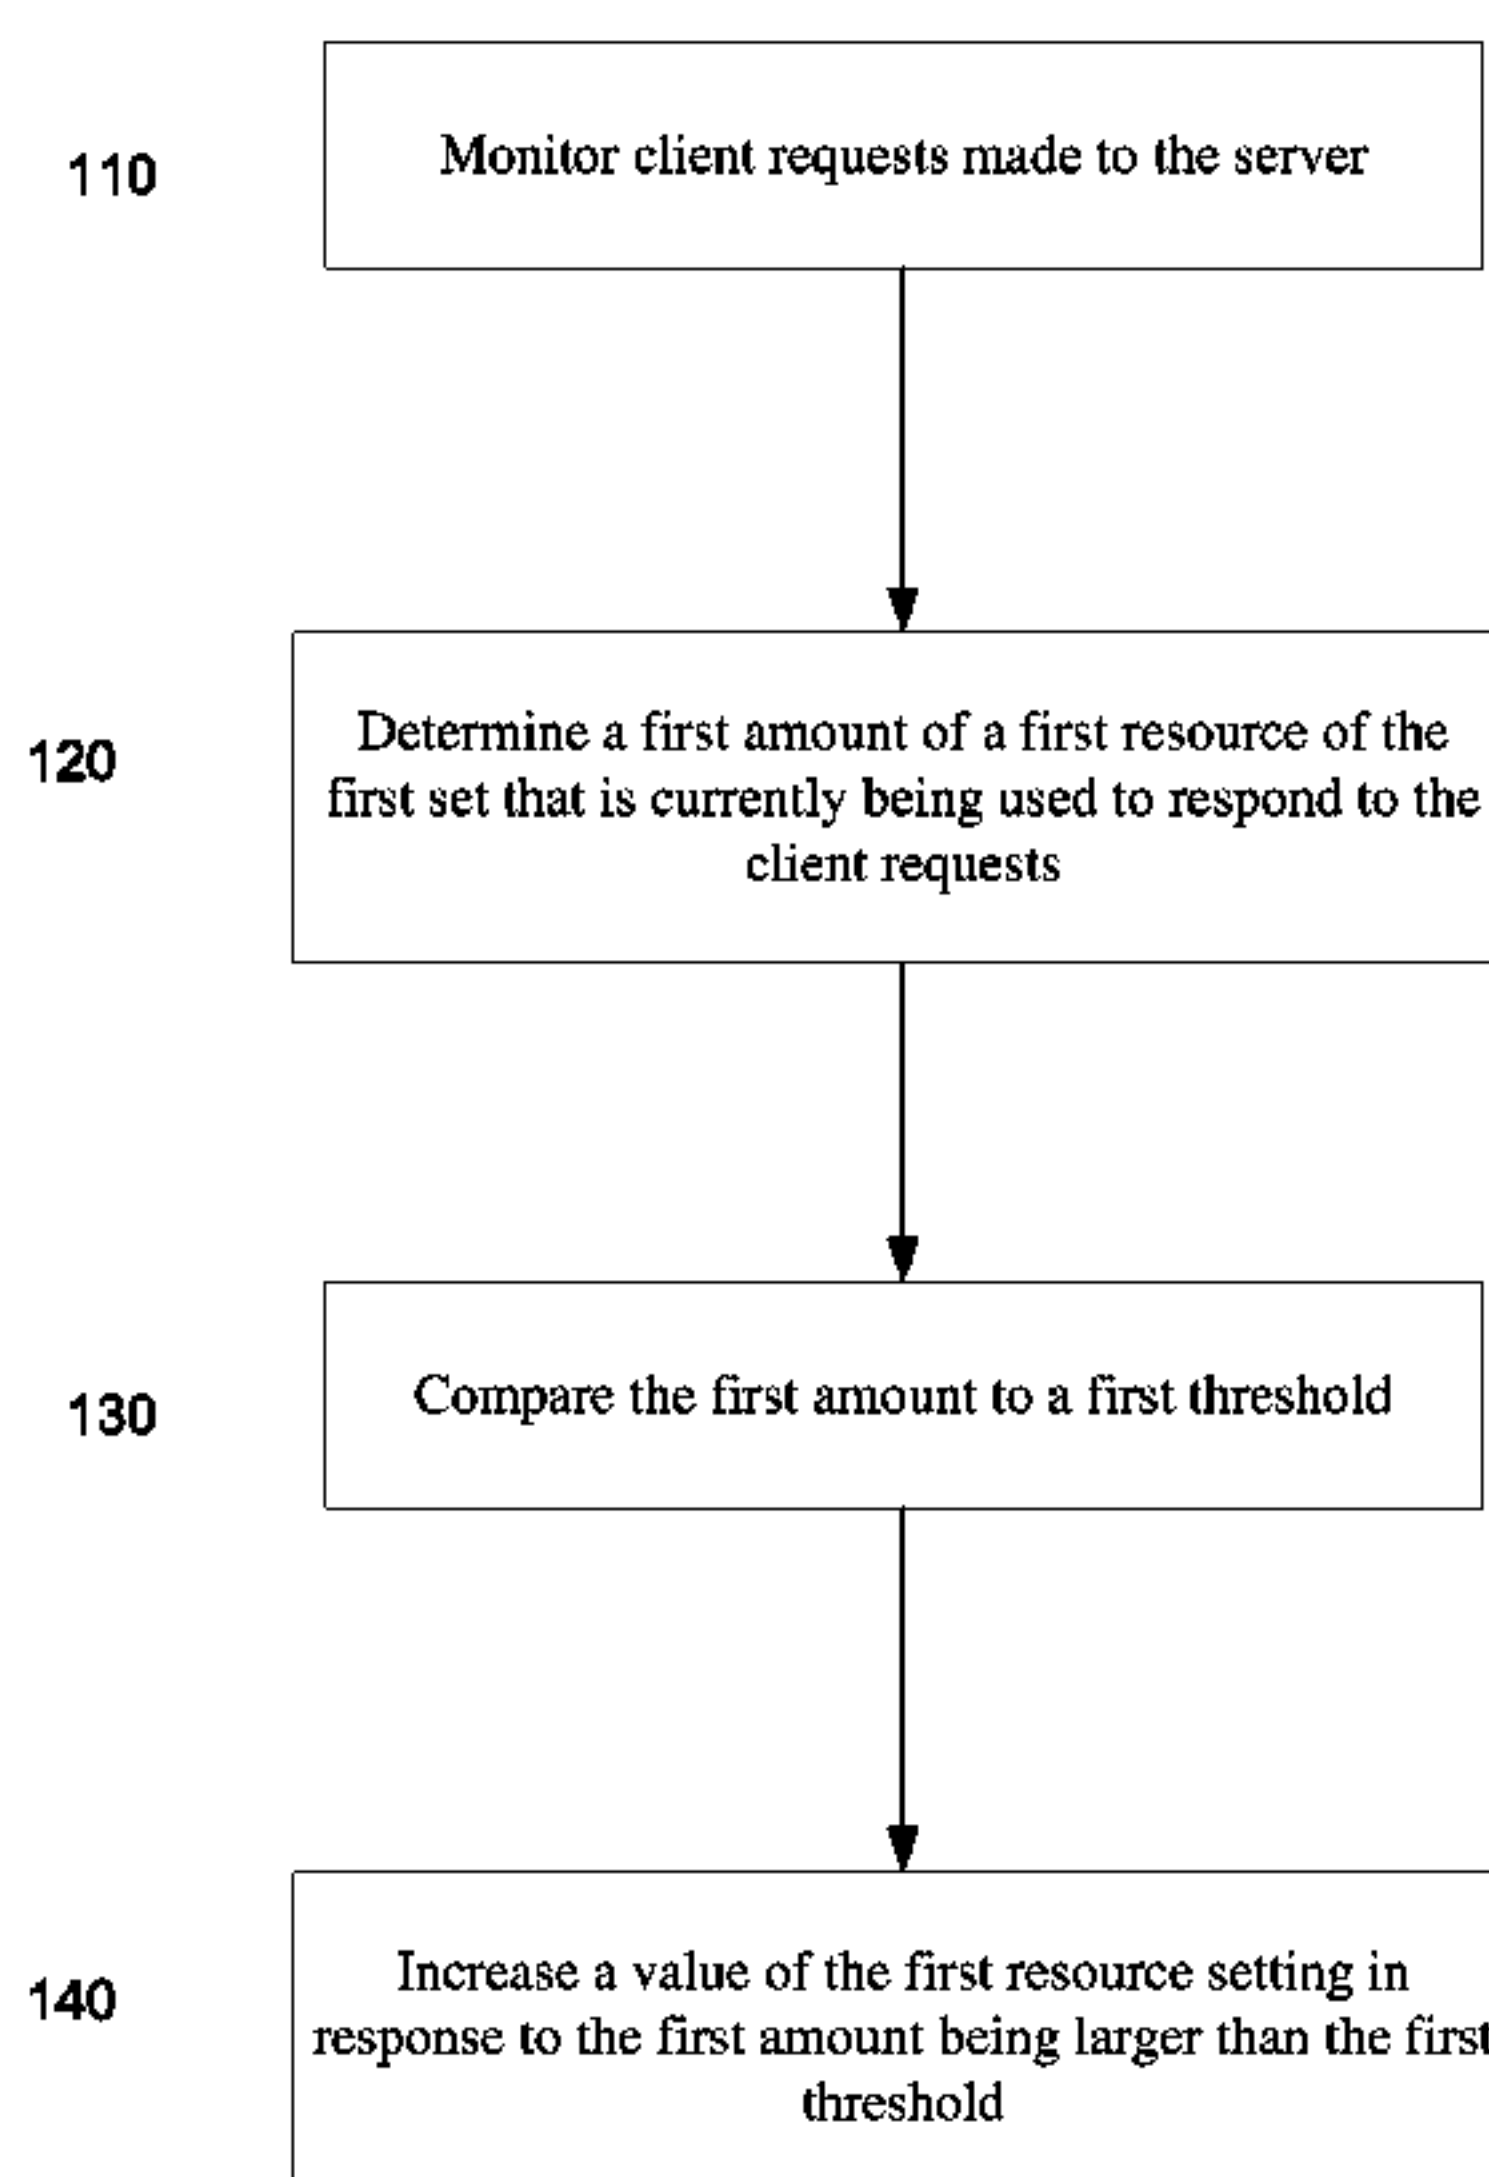 110
Monitor client requests made to the server
120
Determine a first amount of a first resource of the
first set that is currently being used to respond to the
client requests
130
Compare the first amount to a first threshold
140
Increase a value of the first resource setting in
response to the first amount being larger than the first
threshold